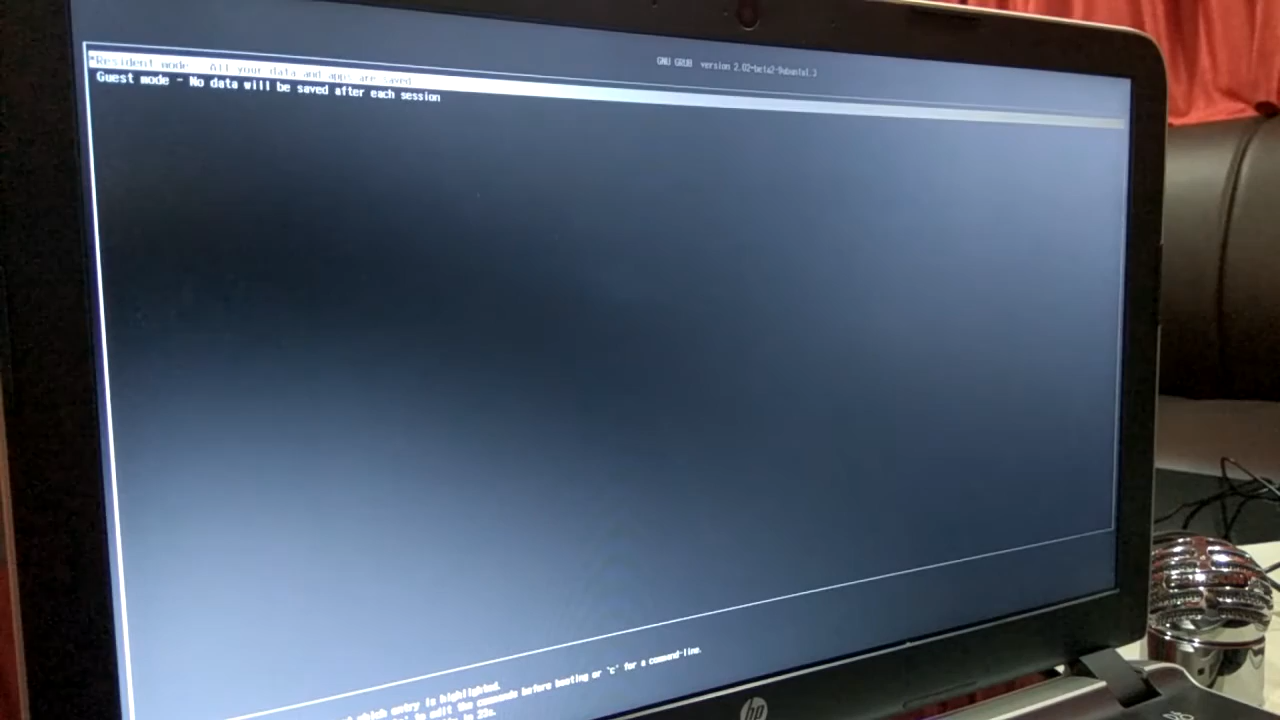 GNU GRUB version 2.02~beta2-9ubuntu1.3
*Resident mode - All your data and apps are saved
Guest mode - No data will be saved after each session
which entry is highlighted.
to edit the commands before booting or `c' for a command-line.
in 23s.
hp